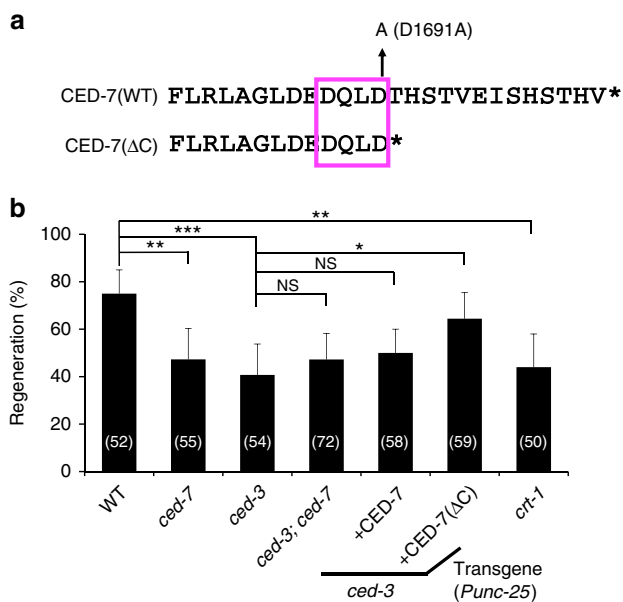 a
A (D1691A)
CED-7(WT) FLRLAGLDEDQLDTHSTVEISHSTHV*
CED-7(ΔC) FLRLAGLDEDQLD*
b
**
***
**
*
NS
NS
Regeneration (%)
100
80
60
40
20
0
(52) (55) (54) (72) (58) (59) (50)
WT ced-7 ced-3 ced-3; ced-7 +CED-7 +CED-7(ΔC) crt-1
ced-3
Transgene
(Punc-25)